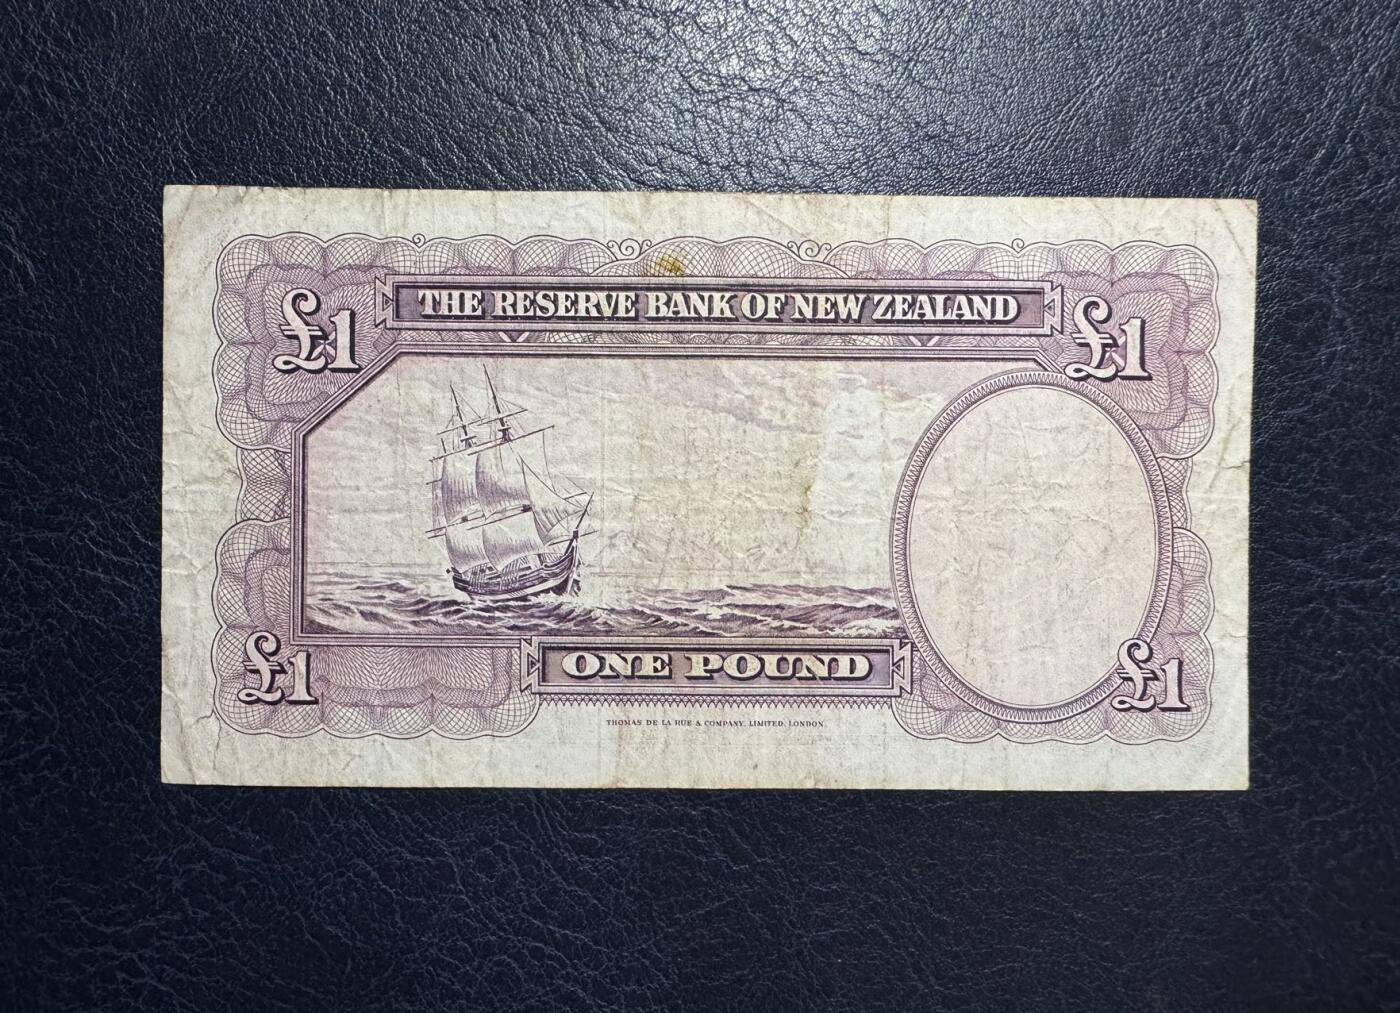 THE RESERVE BANK OF NEW ZEALAND
£1
£1
£1
ONE POUND
£1
THOMAS DE LA RUE & COMPANY, LIMITED, LONDON.